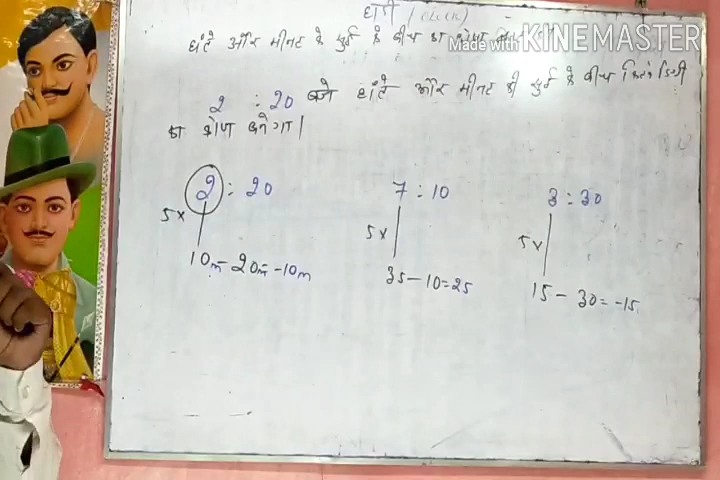 घड़ी / (Clock)
घंटे और मीनट के सुई के बीच का कोण
Made with KINEMASTER
2 : 20 बजे घांटे और मीनट की सुई के बीच कितने डिग्री
का कोण बनेगा|
2 : 20 7 : 10 3 : 30
5x 5x 5x
10m - 20m = -10m 35 - 10 = 25 15 - 30 = -15